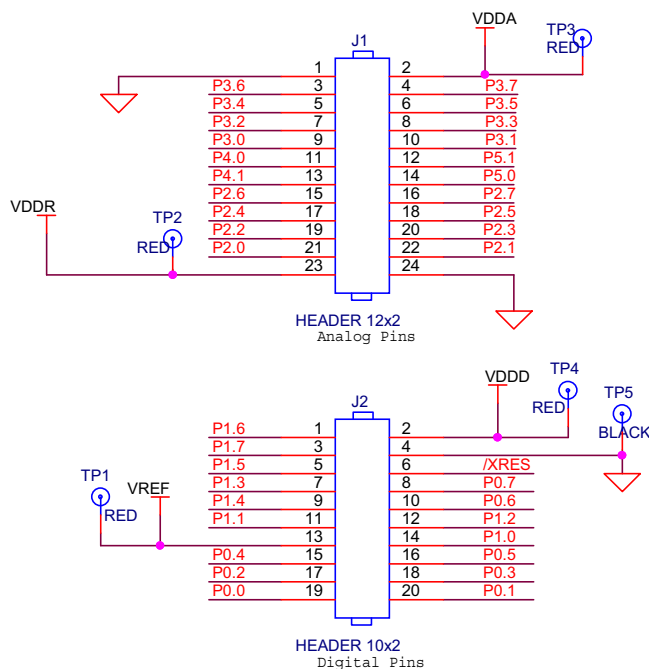 VDDA
TP3
RED
J1
1 2
P3.6 3 4 P3.7
P3.4 5 6 P3.5
P3.2 7 8 P3.3
P3.0 9 10 P3.1
P4.0 11 12 P5.1
P4.1 13 14 P5.0
P2.6 15 16 P2.7
VDDR
TP2
RED
P2.4 17 18 P2.5
P2.2 19 20 P2.3
P2.0 21 22 P2.1
23 24
HEADER 12x2
Analog Pins
VDDD
TP4
RED
TP5
BLACK
J2
P1.6 1 2
P1.7 3 4
P1.5 5 6 /XRES
P1.3 7 8 P0.7
TP1
RED
VREF
P1.4 9 10 P0.6
P1.1 11 12 P1.2
13 14 P1.0
P0.4 15 16 P0.5
P0.2 17 18 P0.3
P0.0 19 20 P0.1
HEADER 10x2
Digital Pins